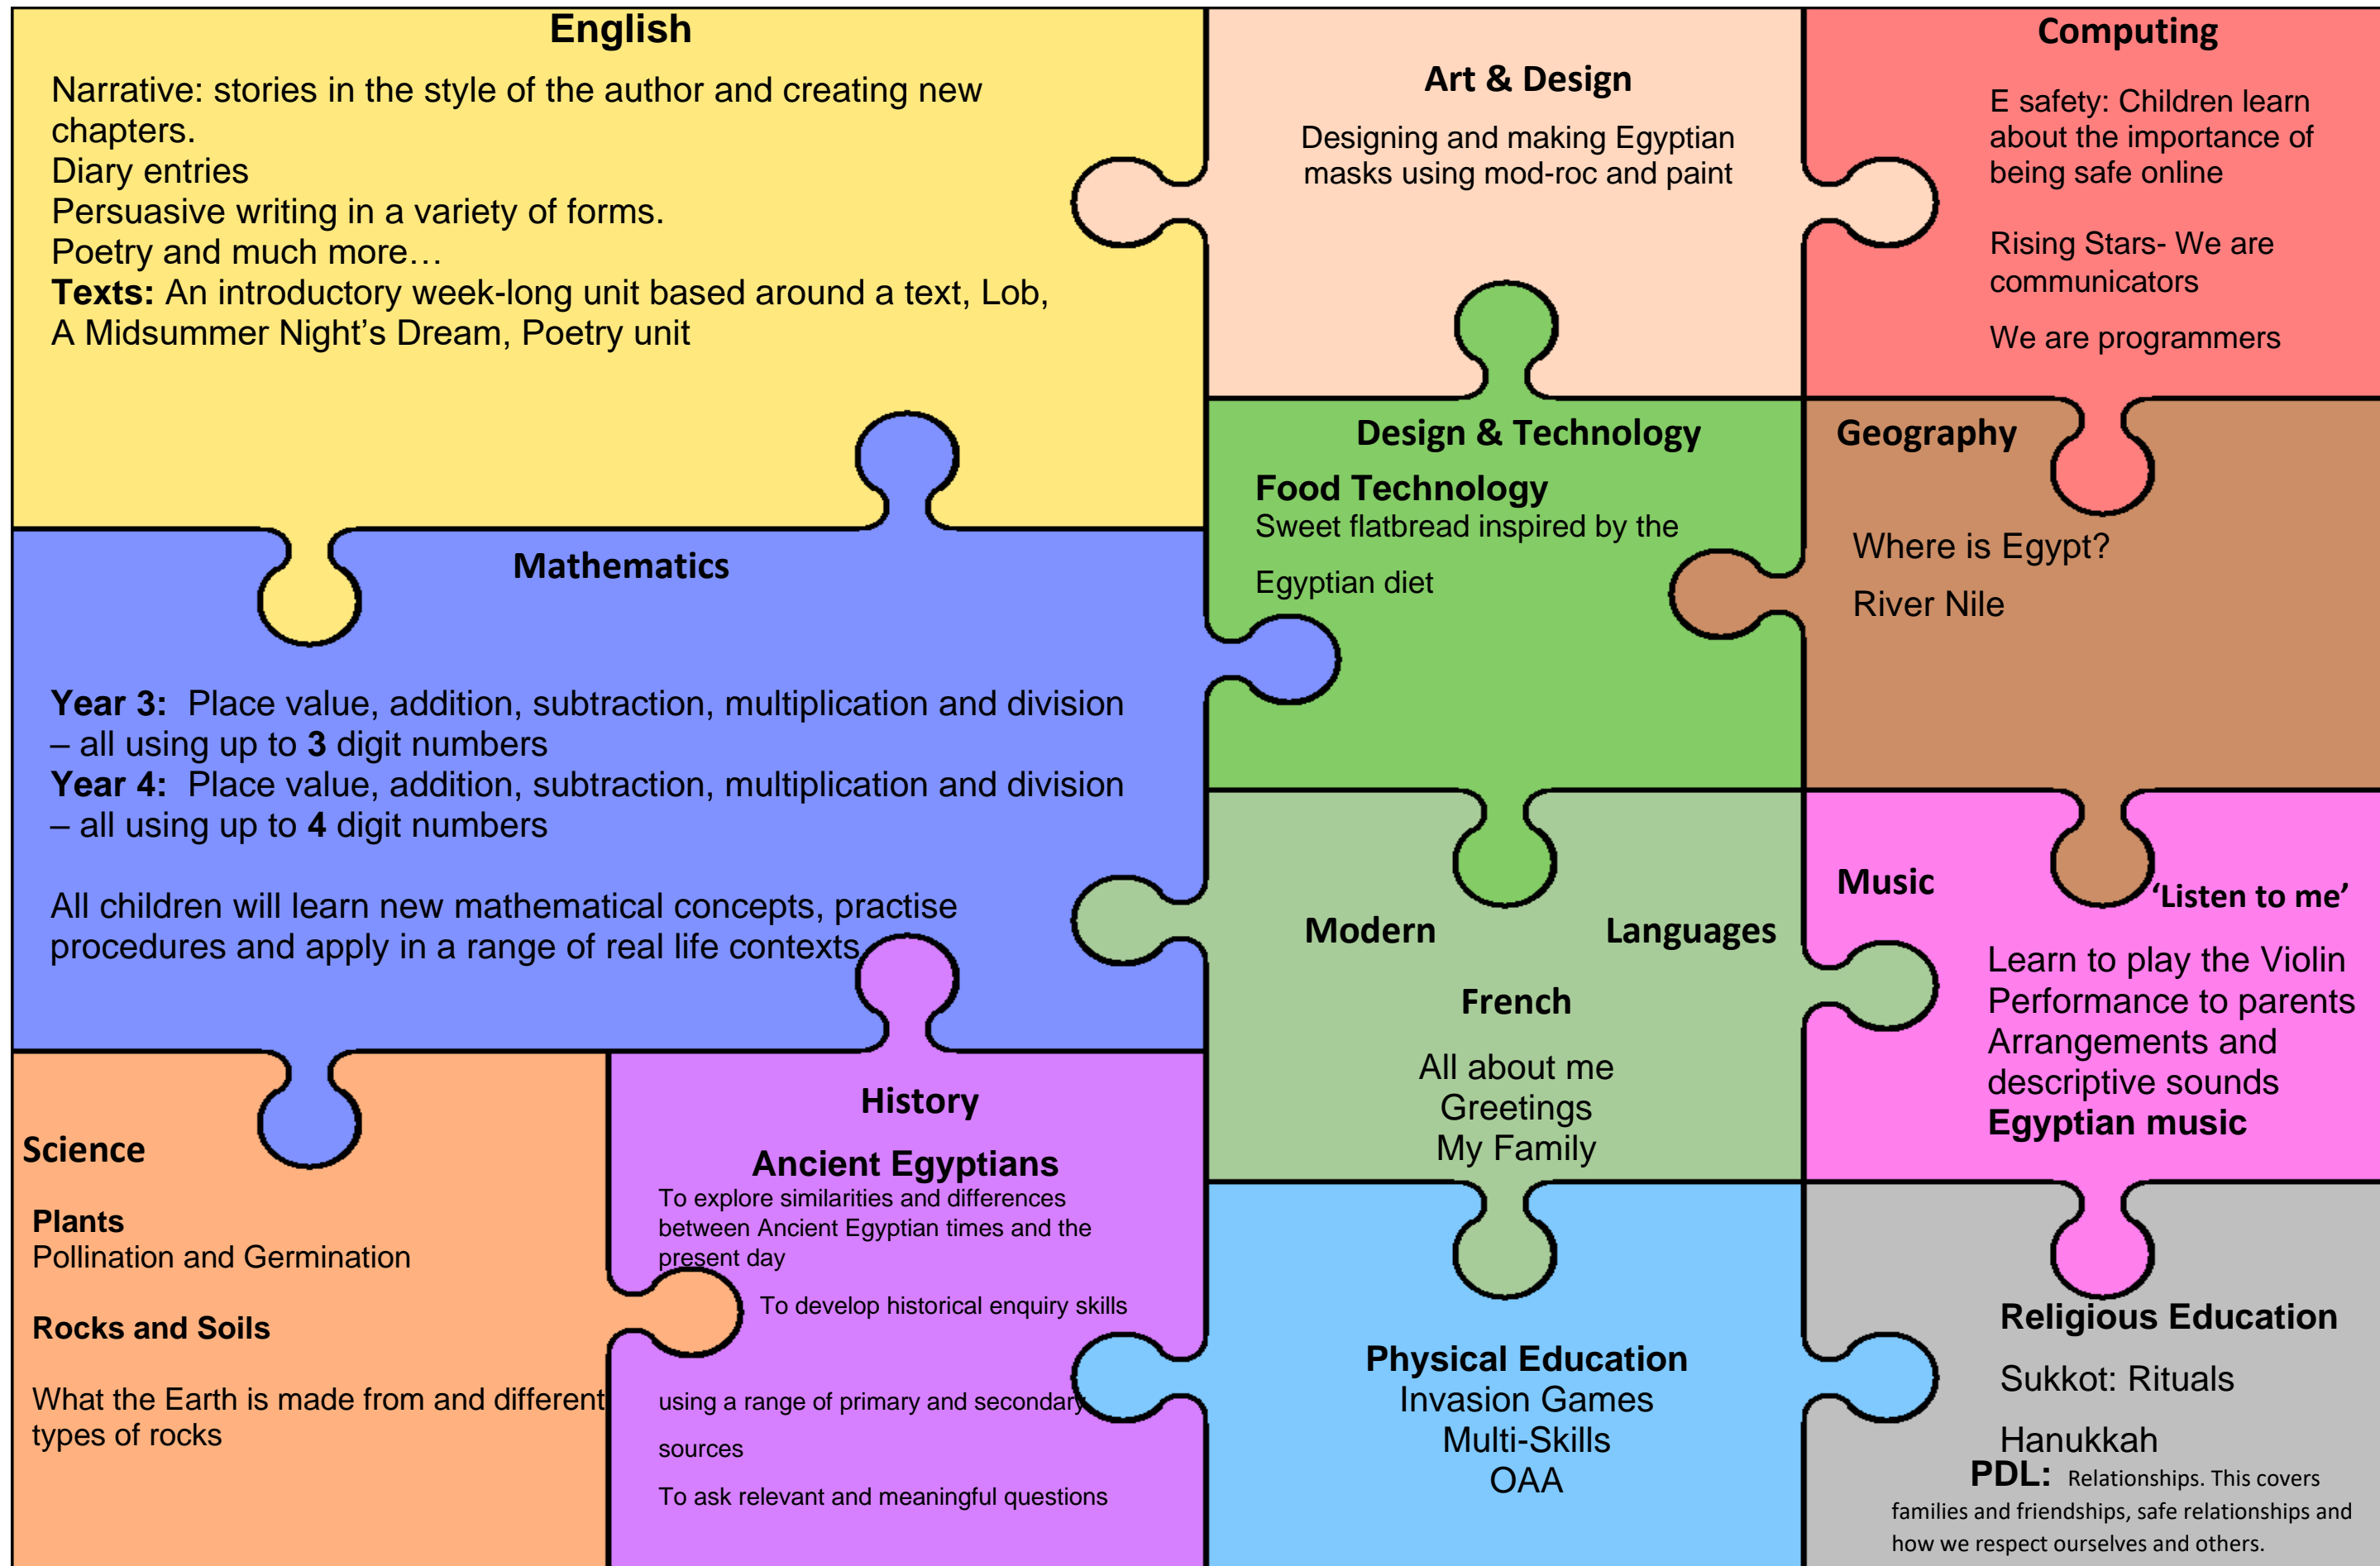 English
Narrative: stories in the style of the author and creating new
chapters.
Diary entries
Persuasive writing in a variety of forms.
Poetry and much more…
Texts: An introductory week-long unit based around a text, Lob,
A Midsummer Night’s Dream, Poetry unit
Art & Design
Designing and making Egyptian
masks using mod-roc and paint
Computing
E safety: Children learn
about the importance of
being safe online
Rising Stars- We are
communicators
We are programmers
Mathematics
Year 3:  Place value, addition, subtraction, multiplication and division
– all using up to 3 digit numbers
Year 4:  Place value, addition, subtraction, multiplication and division
– all using up to 4 digit numbers
All children will learn new mathematical concepts, practise
procedures and apply in a range of real life contexts
Design & Technology
Food Technology
Sweet flatbread inspired by the
Egyptian diet
Geography
Where is Egypt?
River Nile
Modern Languages
French
All about me
Greetings
My Family
Music
‘Listen to me’
Learn to play the Violin
Performance to parents
Arrangements and
descriptive sounds
Egyptian music
Science
Plants
Pollination and Germination
Rocks and Soils
What the Earth is made from and different
types of rocks
History
Ancient Egyptians
To explore similarities and differences
between Ancient Egyptian times and the
present day
To develop historical enquiry skills
using a range of primary and secondary
sources
To ask relevant and meaningful questions
Physical Education
Invasion Games
Multi-Skills
OAA
Religious Education
Sukkot: Rituals
Hanukkah
PDL: Relationships. This covers
families and friendships, safe relationships and
how we respect ourselves and others.